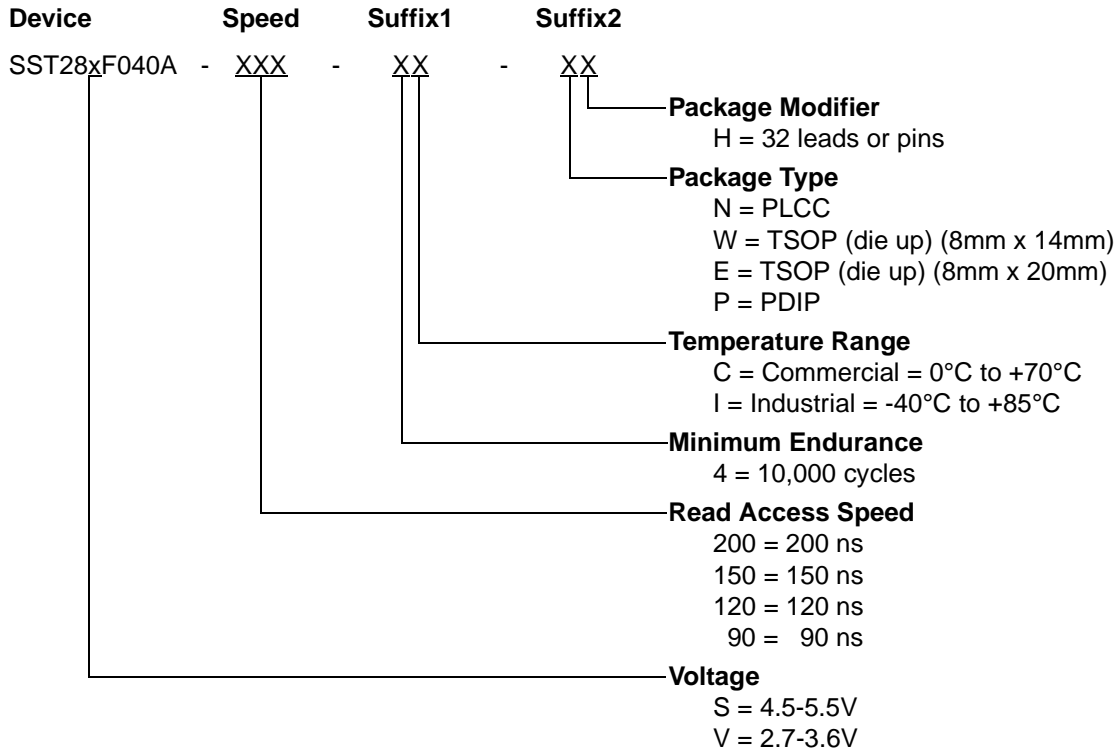 Device Speed Suffix1 Suffix2
SST28xF040A - XXX - XX - XX
Package Modifier
H = 32 leads or pins
Package Type
N = PLCC
W = TSOP (die up) (8mm x 14mm)
E = TSOP (die up) (8mm x 20mm)
P = PDIP
Temperature Range
C = Commercial = 0°C to +70°C
I = Industrial = -40°C to +85°C
Minimum Endurance
4 = 10,000 cycles
Read Access Speed
200 = 200 ns
150 = 150 ns
120 = 120 ns
90 = 90 ns
Voltage
S = 4.5-5.5V
V = 2.7-3.6V